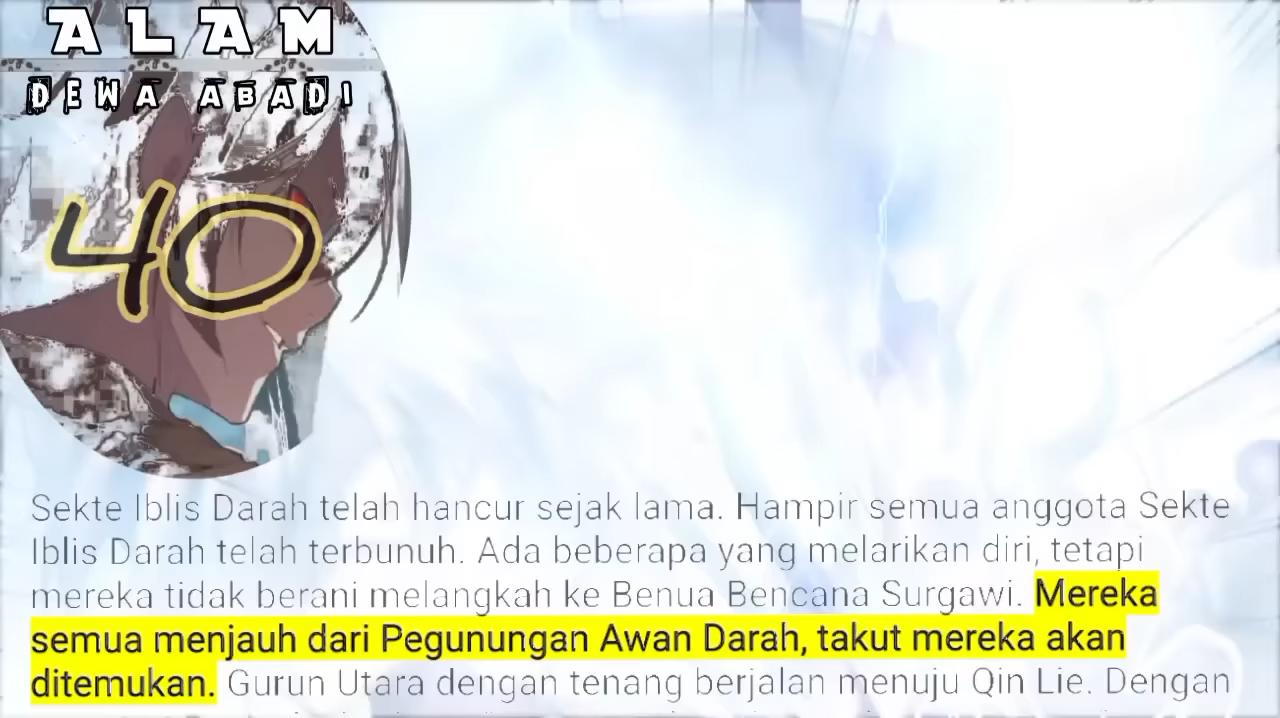 ALAM
DEWA ABADI
40
Sekte Iblis Darah telah hancur sejak lama. Hampir semua anggota Sekte
Iblis Darah telah terbunuh. Ada beberapa yang melarikan diri, tetapi
mereka tidak berani melangkah ke Benua Bencana Surgawi. Mereka
semua menjauh dari Pegunungan Awan Darah, takut mereka akan
ditemukan. Gurun Utara dengan tenang berjalan menuju Qin Lie. Dengan